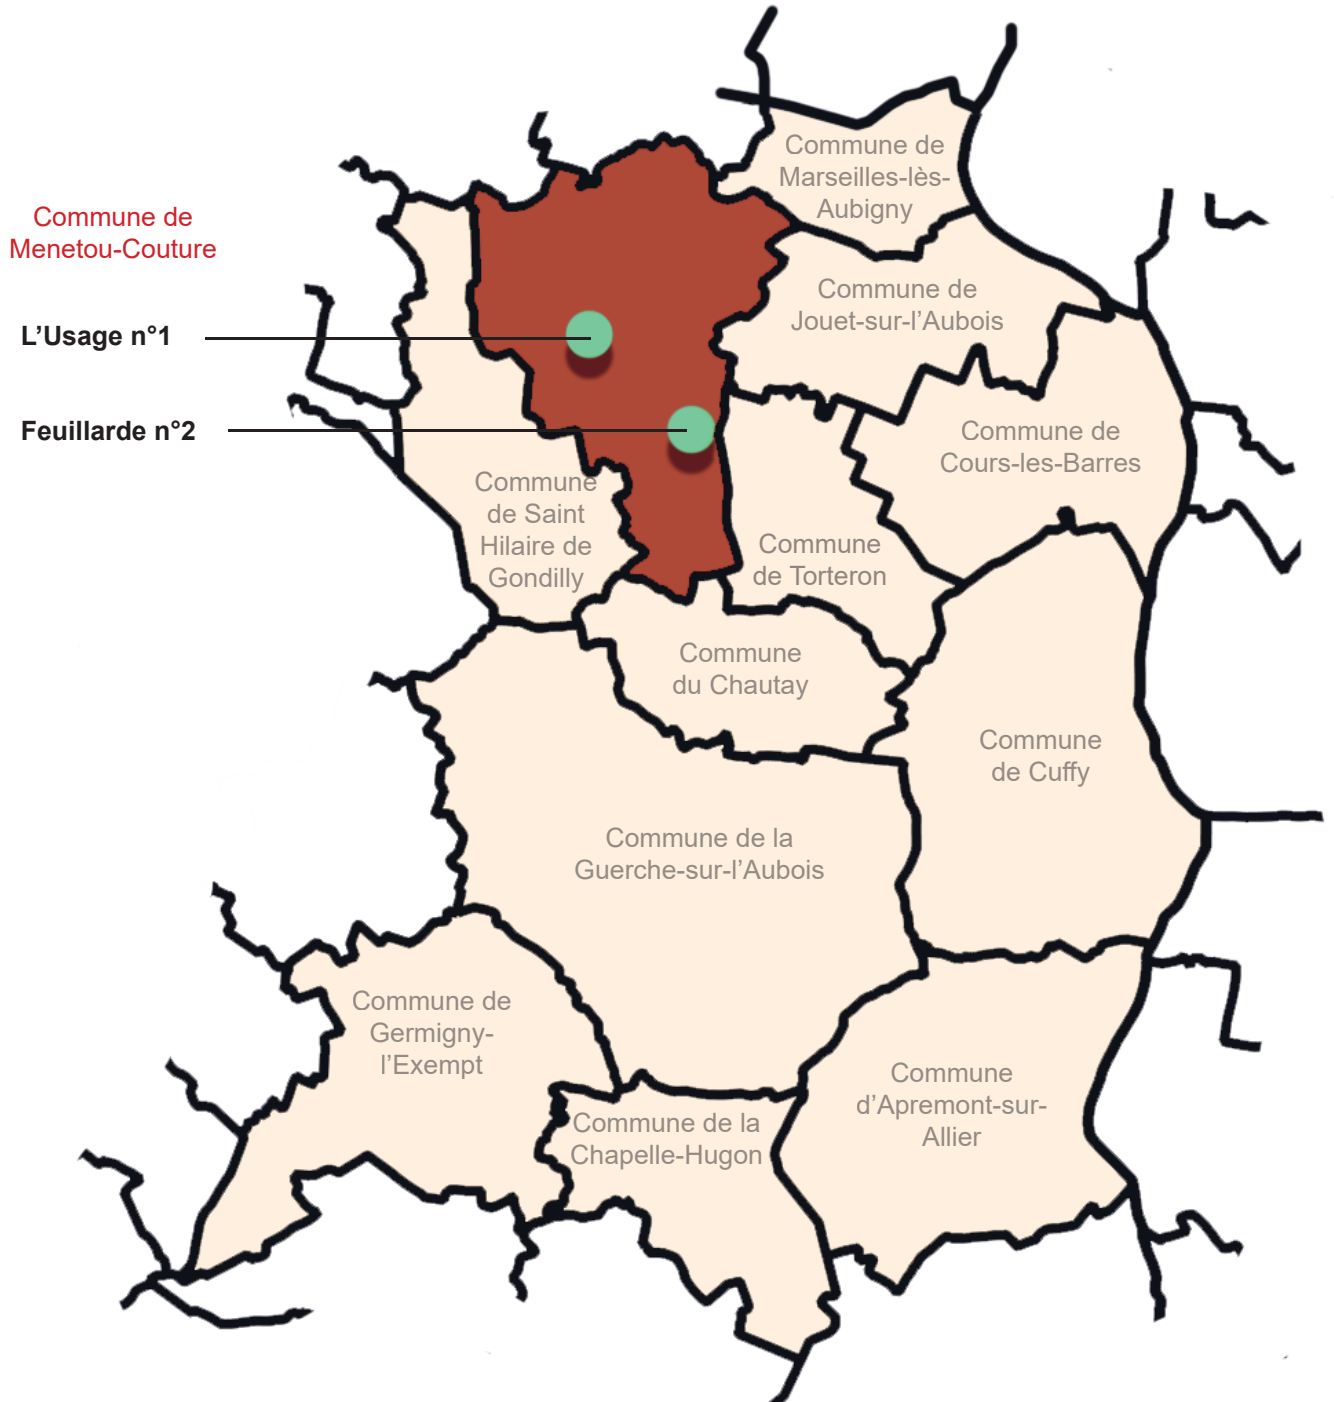 Commune de
Marseilles-lès-
Aubigny
Commune de
Menetou-Couture
L’Usage n°1
Feuillarde n°2
Commune de
Jouet-sur-l’Aubois
Commune de
Cours-les-Barres
Commune
de Saint
Hilaire de
Gondilly
Commune
de Torteron
Commune
du Chautay
Commune
de Cuffy
Commune de la
Guerche-sur-l’Aubois
Commune de
Germigny-
l’Exempt
Commune
d’Apremont-sur-
Allier
Commune de la
Chapelle-Hugon